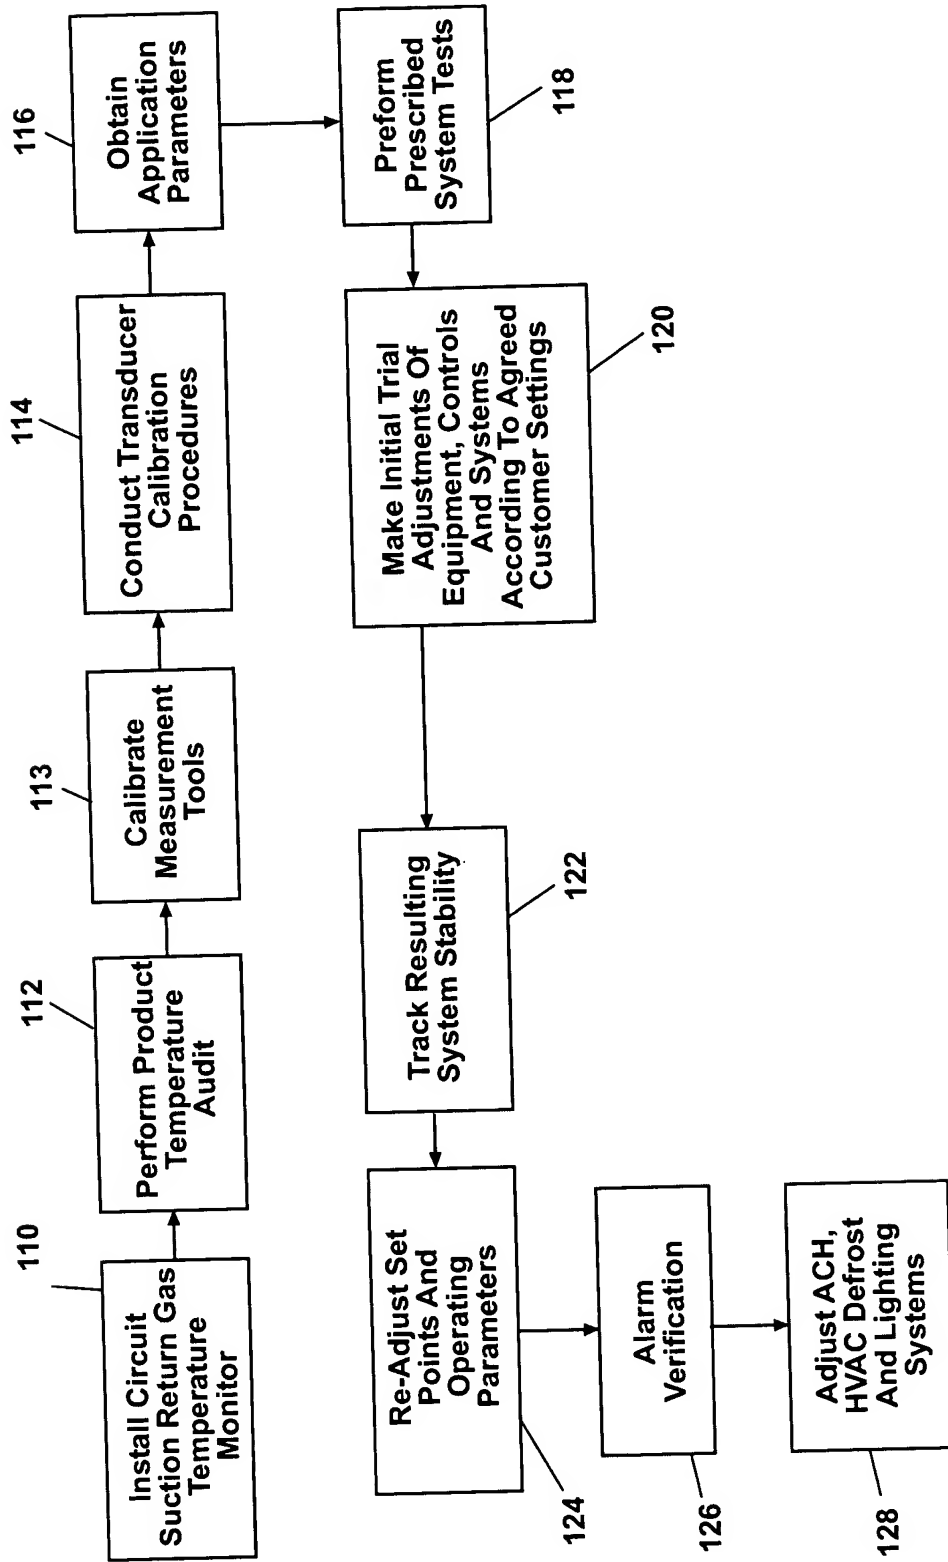 110
Install Circuit
Suction Return Gas
Temperature
Monitor
112
Perform Product
Temperature
Audit
113
Calibrate
Measurement
Tools
114
Conduct Transducer
Calibration
Procedures
116
Obtain
Application
Parameters
Preform
Prescribed
System Tests
118
Make Initial Trial
Adjustments Of
Equipment, Controls
And Systems
According To Agreed
Customer Settings
120
Track Resulting
System Stability
122
Re-Adjust Set
Points And
Operating
Parameters
124
Alarm
Verification
126
Adjust ACH,
HVAC Defrost
And Lighting
Systems
128